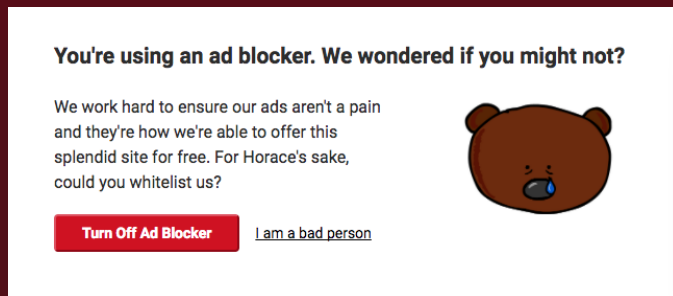 You're using an ad blocker. We wondered if you might not?
We work hard to ensure our ads aren't a pain
and they're how we're able to offer this
splendid site for free. For Horace's sake,
could you whitelist us?
Turn Off Ad Blocker
I am a bad person